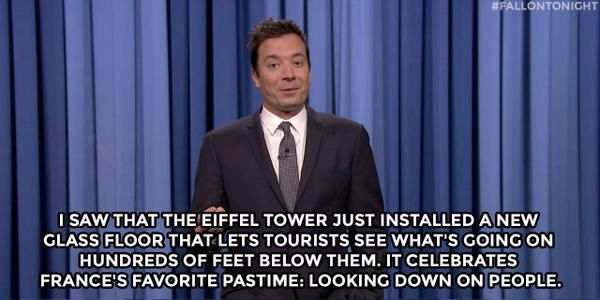 #FALLONTONIGHT
I SAW THAT THE EIFFEL TOWER JUST INSTALLED A NEW
GLASS FLOOR THAT LETS TOURISTS SEE WHAT'S GOING ON
HUNDREDS OF FEET BELOW THEM. IT CELEBRATES
FRANCE'S FAVORITE PASTIME: LOOKING DOWN ON PEOPLE.